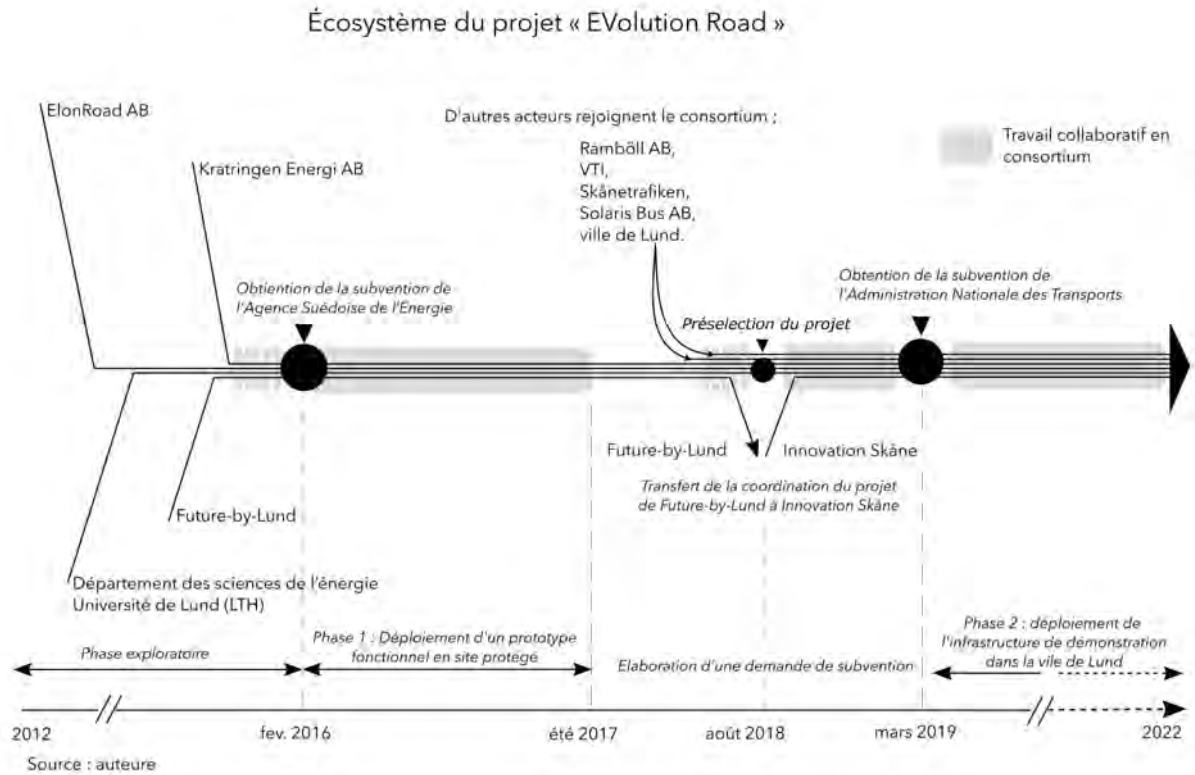 Écosystème du projet « EVolution Road »
ElonRoad AB
D'autres acteurs rejoignent le consortium ;
Ramböll AB,
VTI,
Skånetrafiken,
Solaris Bus AB,
ville de Lund.
Travail collaboratif en
consortium
Kratringen Energi AB
Obtiention de la subvention de
l'Agence Suédoise de l'Énergie
Obtention de la subvention de
l'Administration Nationale des Transports
Préselection du projet
Future-by-Lund
Innovation Skåne
Transfert de la coordination du projet
de Future-by-Lund à Innovation Skåne
Future-by-Lund
Département des sciences de l'énergie
Université de Lund (LTH)
Phase exploratoire
Phase 1 : Déploiement d'un prototype
fonctionnel en site protégé
Elaboration d'une demande de subvention
Phase 2 : déploiement de
l'infrastructure de démonstration
dans la vile de Lund
2012
fev. 2016
été 2017
août 2018
mars 2019
2022
Source : auteure